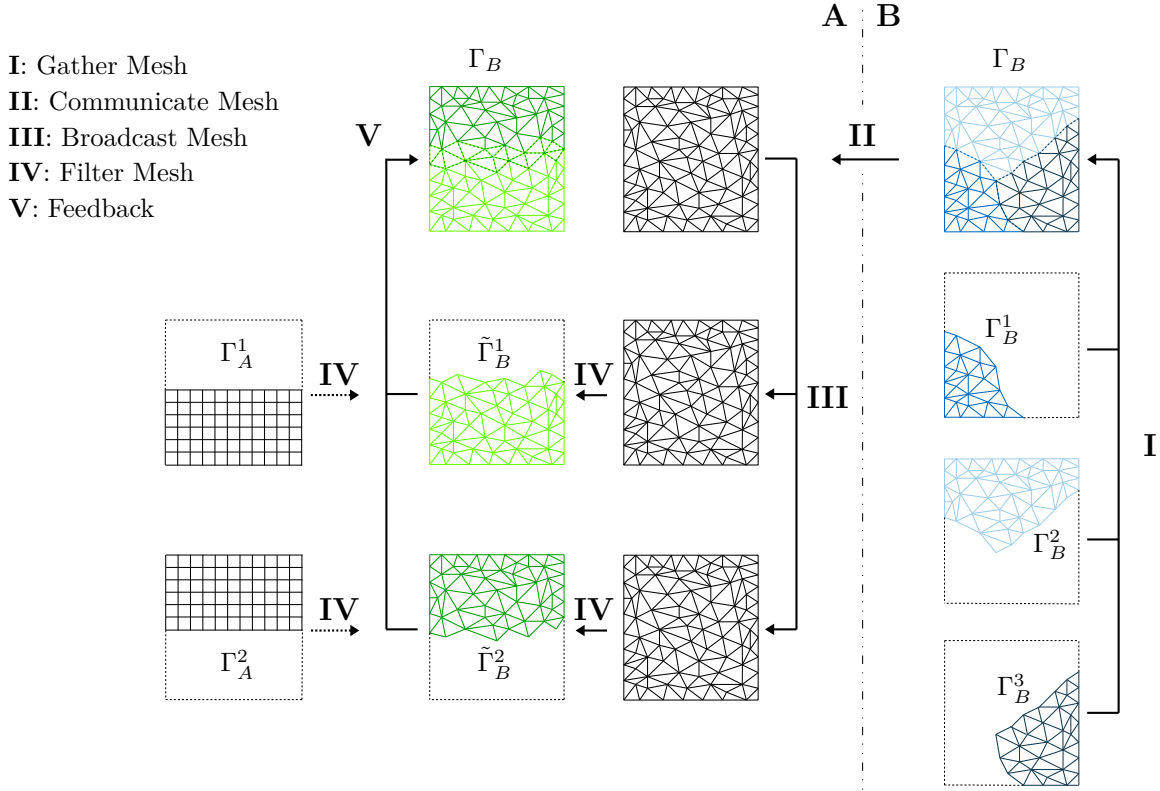 A B
I: Gather Mesh
II: Communicate Mesh
III: Broadcast Mesh
IV: Filter Mesh
V: Feedback
Γ_B
Γ_B
V
II
Γ_A^1
Γ̃_B^1
Γ_B^1
IV
IV
III
I
Γ_B^2
IV
IV
Γ_A^2
Γ̃_B^2
Γ_B^3